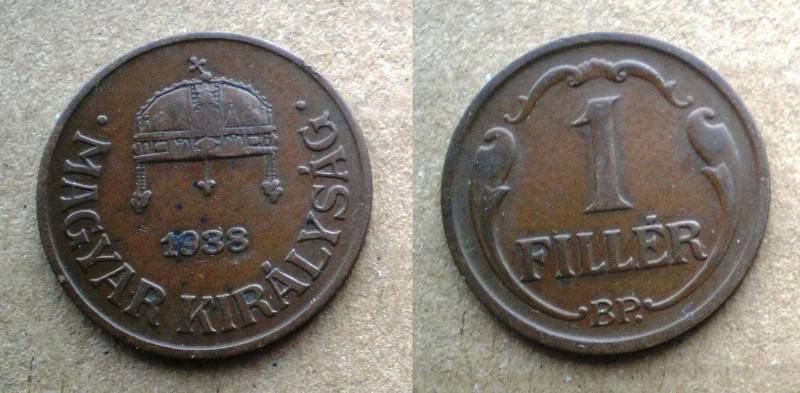 · MAGYAR KIRÁLYSÁG ·
1938
1
FILLÉR
BP.